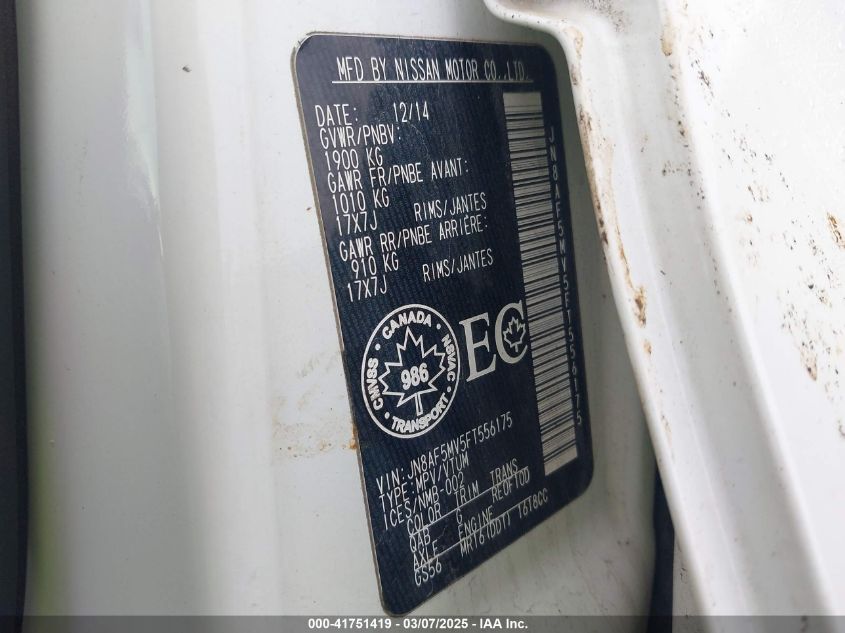 MFD BY NISSAN MOTOR CO.,LTD.
DATE: 12/14
GVWR/PNBV:
1900 KG
GAWR FR/PNBE AVANT:
1010 KG
17X7J RIMS/JANTES
GAWR RR/PNBE ARRIÈRE:
910 KG
17X7J RIMS/JANTES
CANADA
CMVSS NSVAC
986
TRANSPORT
EC
JN8AF5MV5FT556175
VIN: JN8AF5MV5FT556175
TYPE: MPV/VTUM
ICES/NMB-002
COLOR TRIM TRANS
QAB G RE0F10D
AXLE ENGINE
GS56 MR16DDT 1618CC
000-41751419 — 03/07/2025 — IAA Inc.